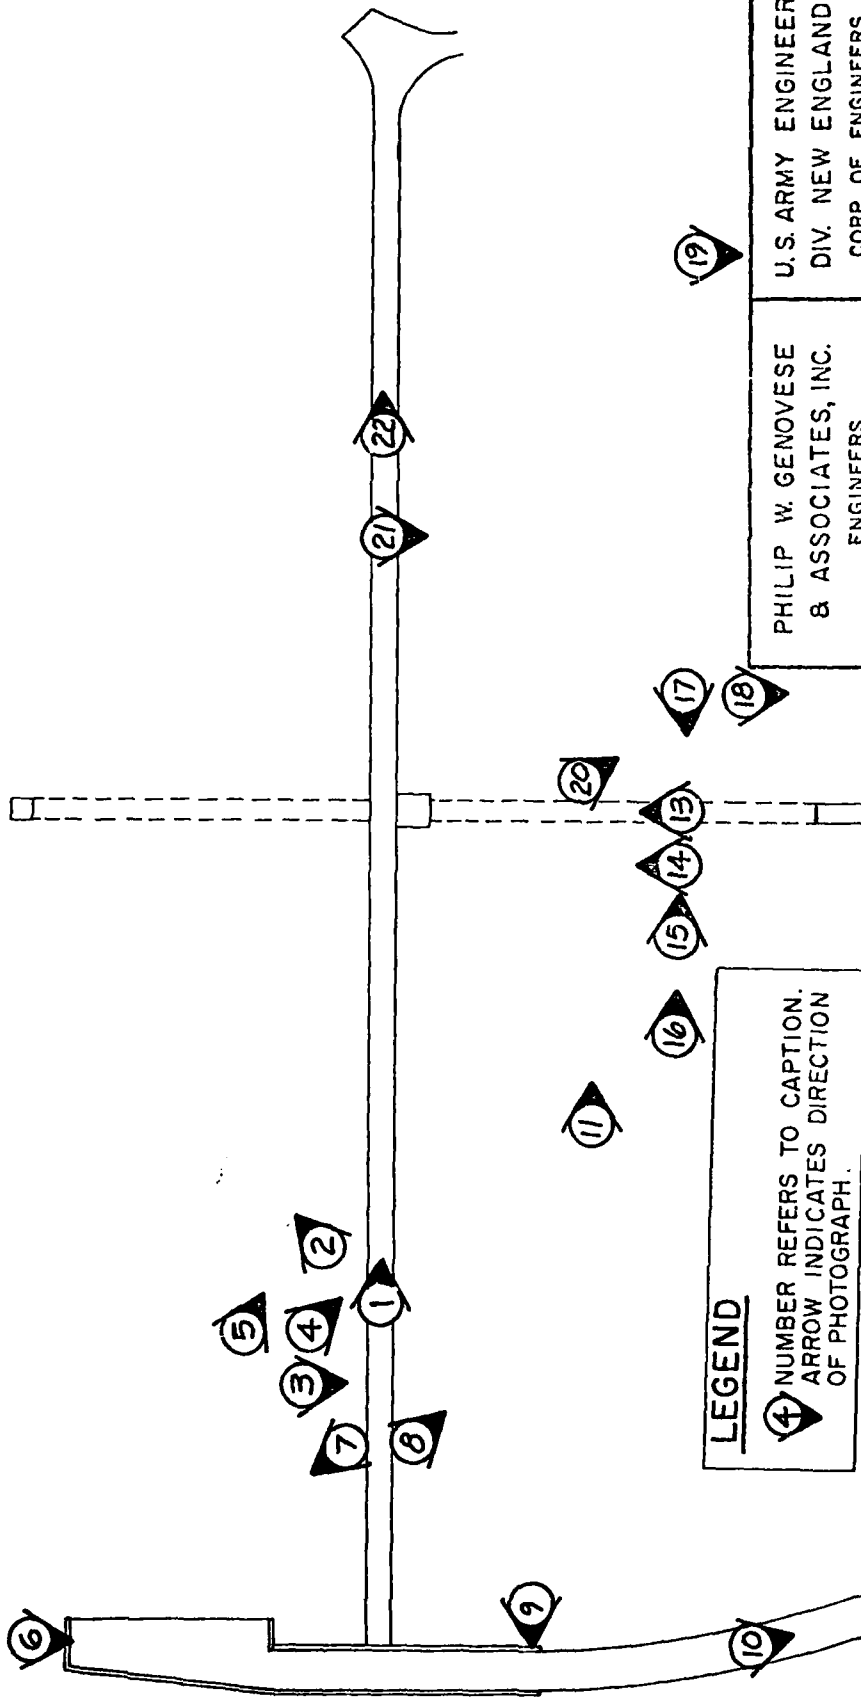 6
5
2
4
3
7
1
22
21
8
9
20
11
19
17
13
14
15
16
18
10
LEGEND
4 NUMBER REFERS TO CAPTION.
ARROW INDICATES DIRECTION
OF PHOTOGRAPH.
PHILIP W. GENOVESE
& ASSOCIATES, INC.
ENGINEERS
U.S. ARMY ENGINEER
DIV. NEW ENGLAND
CORP. OF ENGINEERS